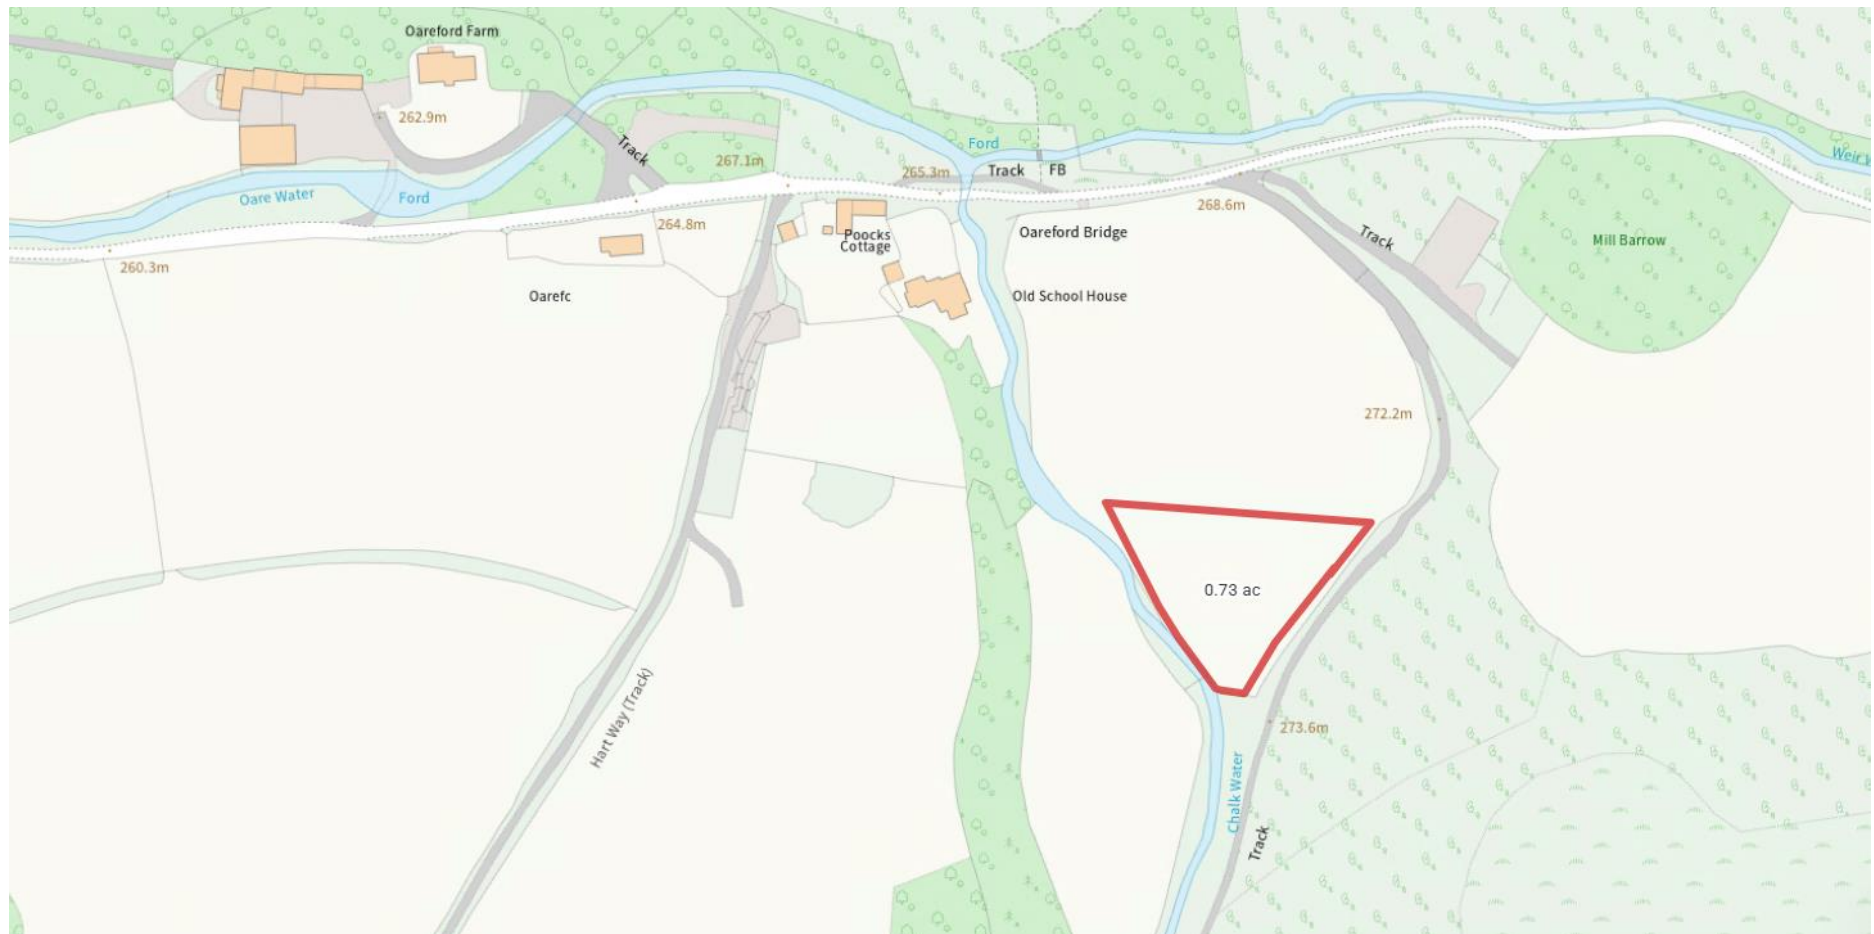 Oareford Farm
262.9m
Track
267.1m
Ford
265.3m
Track
FB
Weir
Oare Water
Ford
264.8m
268.6m
Poocks
Cottage
Oareford Bridge
Track
Mill Barrow
260.3m
Oarefc
Old School House
272.2m
0.73 ac
Hart Way (Track)
273.6m
Chalk Water
Track